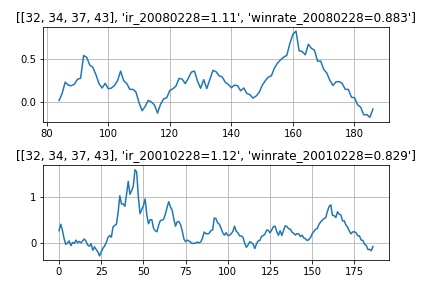 [[32, 34, 37, 43], 'ir_20080228=1.11', 'winrate_20080228=0.883']
0.5
0.0
80 100 120 140 160 180
[[32, 34, 37, 43], 'ir_20010228=1.12', 'winrate_20010228=0.829']
1
0
0 25 50 75 100 125 150 175